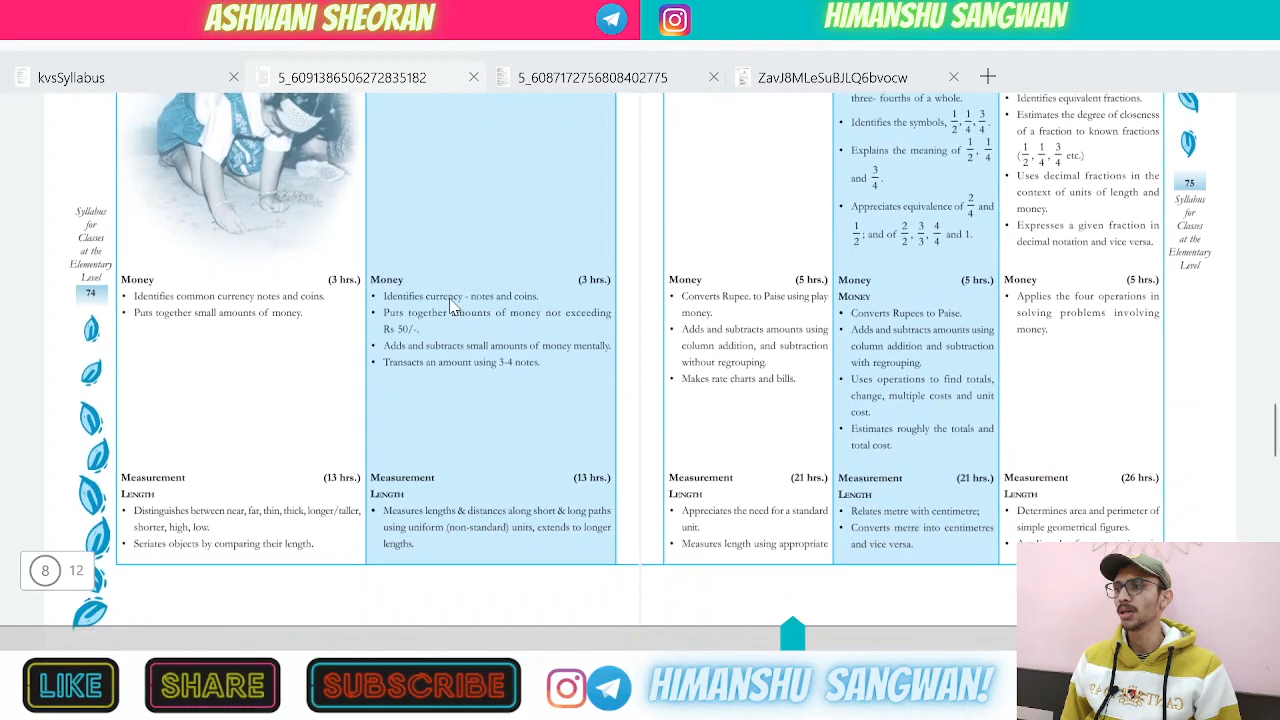 ASHWANI SHEORAN
HIMANSHU SANGWAN
kvsSyllabus
5_6091386506272835182
5_6087172756808402775
ZavJ8MLeSuBJLQ6bvocw
Syllabus
for
Classes
at the
Elementary
Level
74
Money (3 hrs.)
• Identifies common currency notes and coins.
• Puts together small amounts of money.
Measurement (13 hrs.)
LENGTH
• Distinguishes between near, far, thin, thick, longer/taller,
shorter, high, low.
• Seriates objects by comparing their length.
Money (3 hrs.)
• Identifies currency - notes and coins.
• Puts together amounts of money not exceeding
Rs 50/-.
• Adds and subtracts small amounts of money mentally.
• Transacts an amount using 3-4 notes.
Measurement (13 hrs.)
LENGTH
• Measures lengths & distances along short & long paths
using uniform (non-standard) units, extends to longer
lengths.
Money (5 hrs.)
• Converts Rupee. to Paise using play
money.
• Adds and subtracts amounts using
column addition, and subtraction
without regrouping.
• Makes rate charts and bills.
Measurement (21 hrs.)
LENGTH
• Appreciates the need for a standard
unit.
• Measures length using appropriate
three- fourths of a whole.
• Identifies the symbols, 1/2, 1/4, 3/4.
• Explains the meaning of 1/2, 1/4
and 3/4.
• Appreciates equivalence of 2/4 and
1/2; and of 2/2, 3/3, 4/4 and 1.
Money (5 hrs.)
MONEY
• Converts Rupees to Paise.
• Adds and subtracts amounts using
column addition and subtraction
with regrouping.
• Uses operations to find totals,
change, multiple costs and unit
cost.
• Estimates roughly the totals and
total cost.
Measurement (21 hrs.)
LENGTH
• Relates metre with centimetre;
• Converts metre into centimetres
and vice versa.
• Identifies equivalent fractions.
• Estimates the degree of closeness
of a fraction to known fractions
(1/2, 1/4, 3/4 etc.)
• Uses decimal fractions in the
context of units of length and
money.
• Expresses a given fraction in
decimal notation and vice versa.
Money (5 hrs.)
• Applies the four operations in
solving problems involving
money.
Measurement (26 hrs.)
LENGTH
• Determines area and perimeter of
simple geometrical figures.
75
Syllabus
for
Classes
at the
Elementary
Level
8 12
LIKE
SHARE
SUBSCRIBE
HIMANSHU SANGWAN!